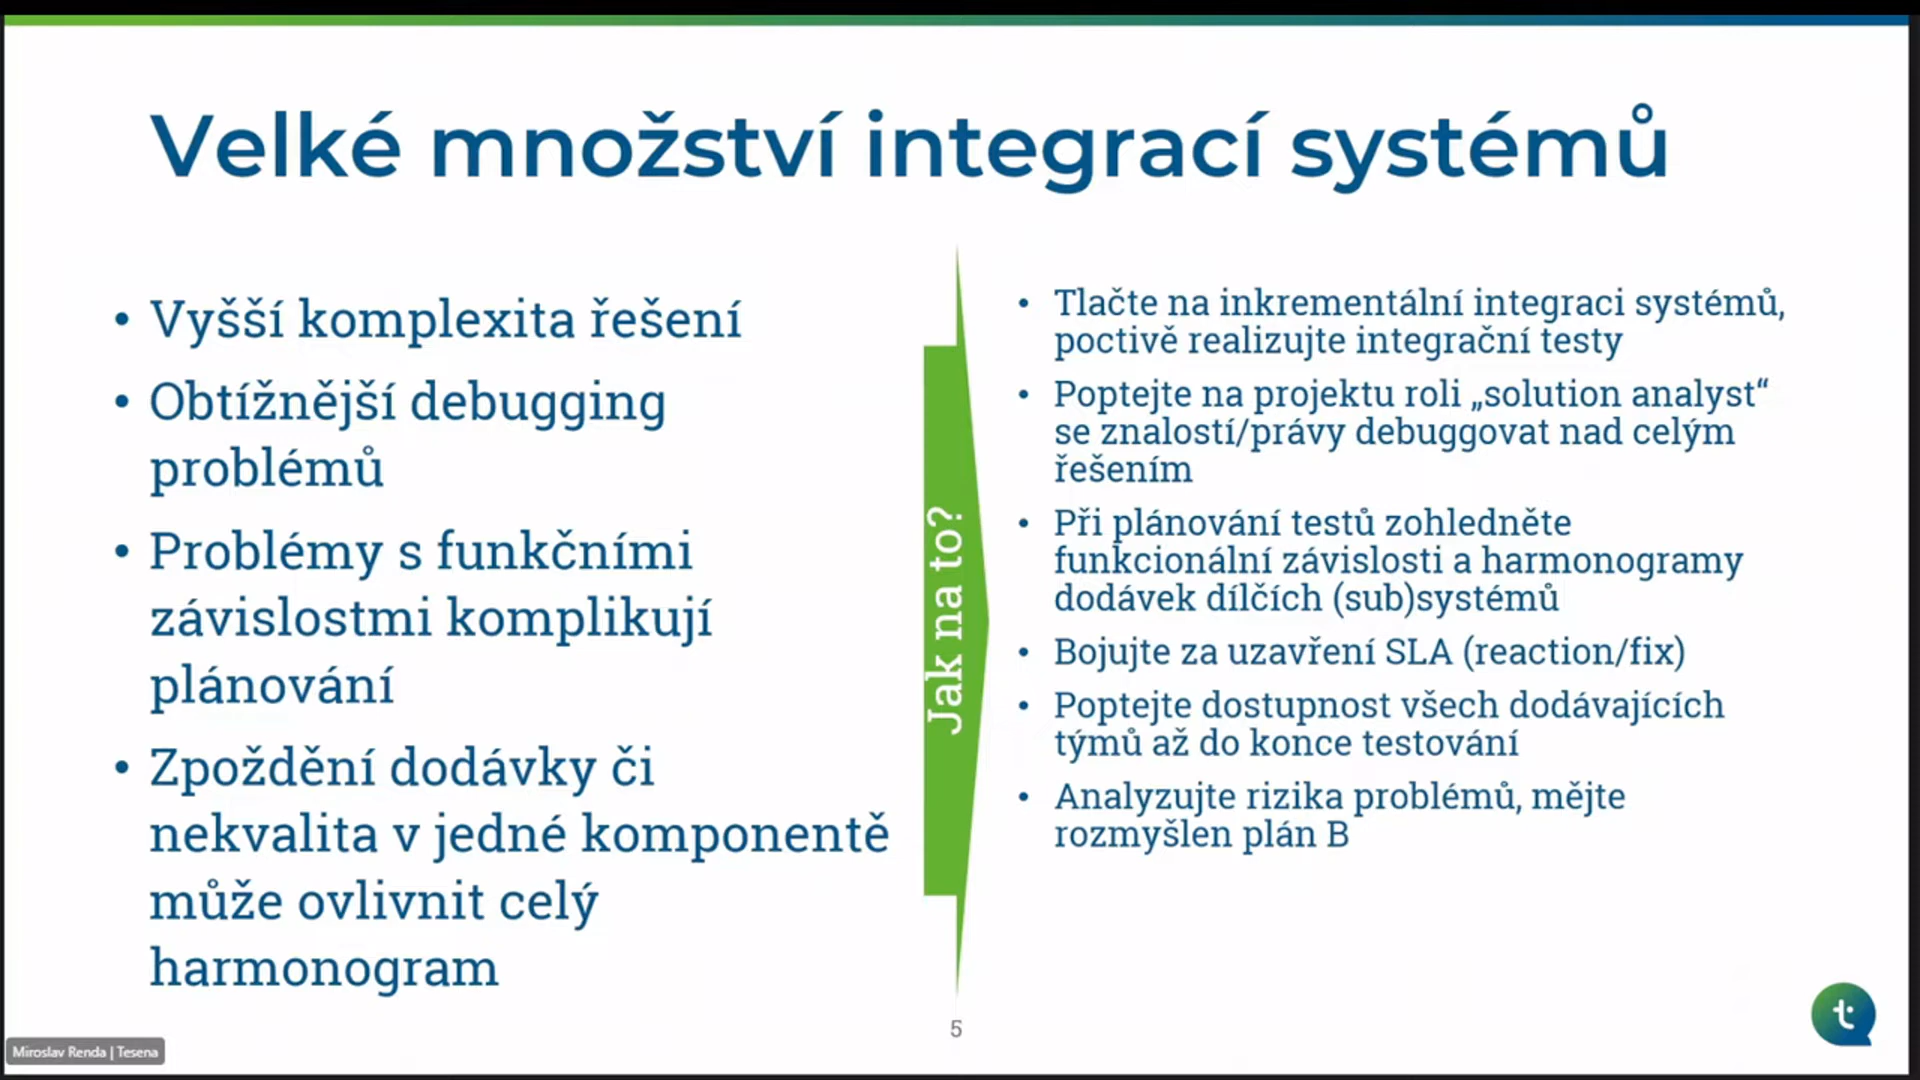 Velké množství integrací systémů
• Vyšší komplexita řešení
• Obtížnější debugging
problémů
• Problémy s funkčními
závislostmi komplikují
plánování
• Zpoždění dodávky či
nekvalita v jedné komponentě
může ovlivnit celý
harmonogram
Jak na to?
• Tlačte na inkrementální integraci systémů,
poctivě realizujte integrační testy
• Poptejte na projektu roli „solution analyst“
se znalostí/právy debuggovat nad celým
řešením
• Při plánování testů zohledněte
funkcionální závislosti a harmonogramy
dodávek dílčích (sub)systémů
• Bojujte za uzavření SLA (reaction/fix)
• Poptejte dostupnost všech dodávajících
týmů až do konce testování
• Analyzujte rizika problémů, mějte
rozmyšlen plán B
5
t
Miroslav Renda | Tesena